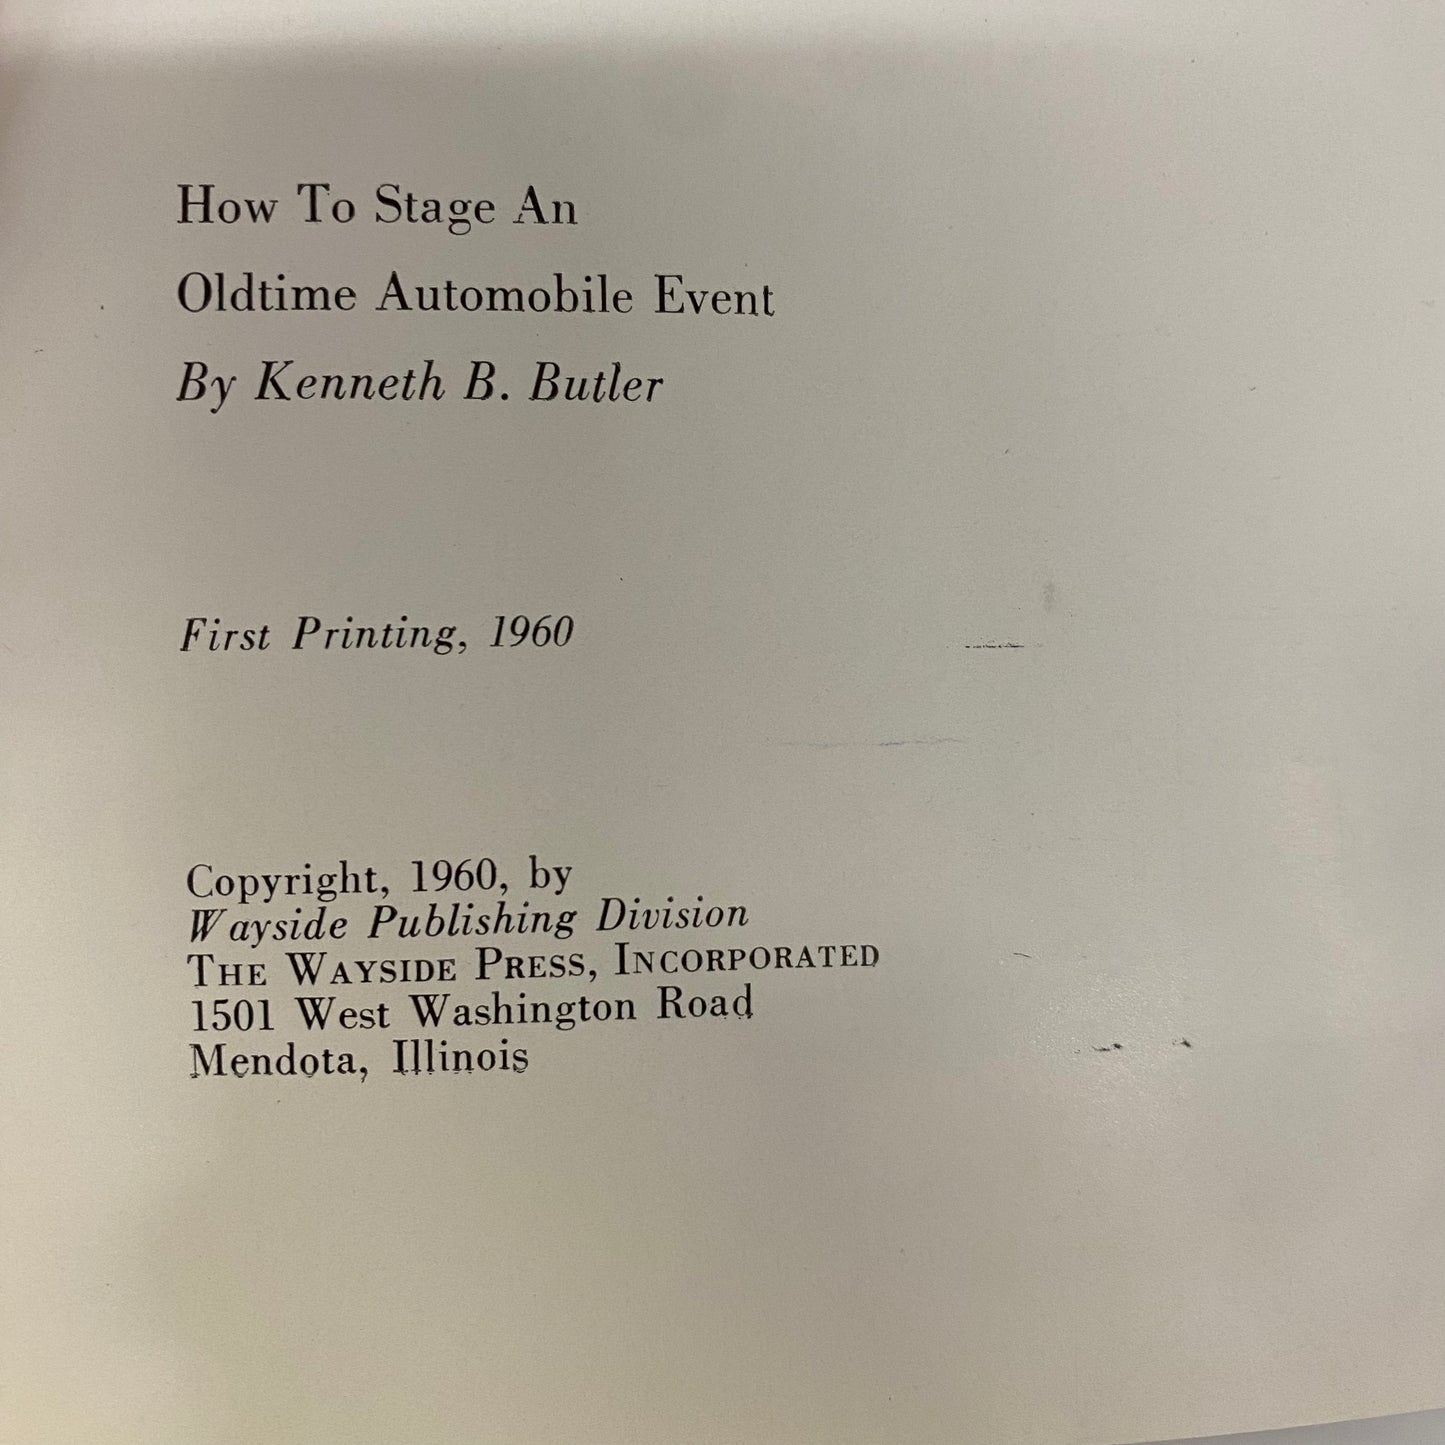 How To Stage An
Oldtime Automobile Event
By Kenneth B. Butler
First Printing, 1960
Copyright, 1960, by
Wayside Publishing Division
THE WAYSIDE PRESS, INCORPORATED
1501 West Washington Road
Mendota, Illinois